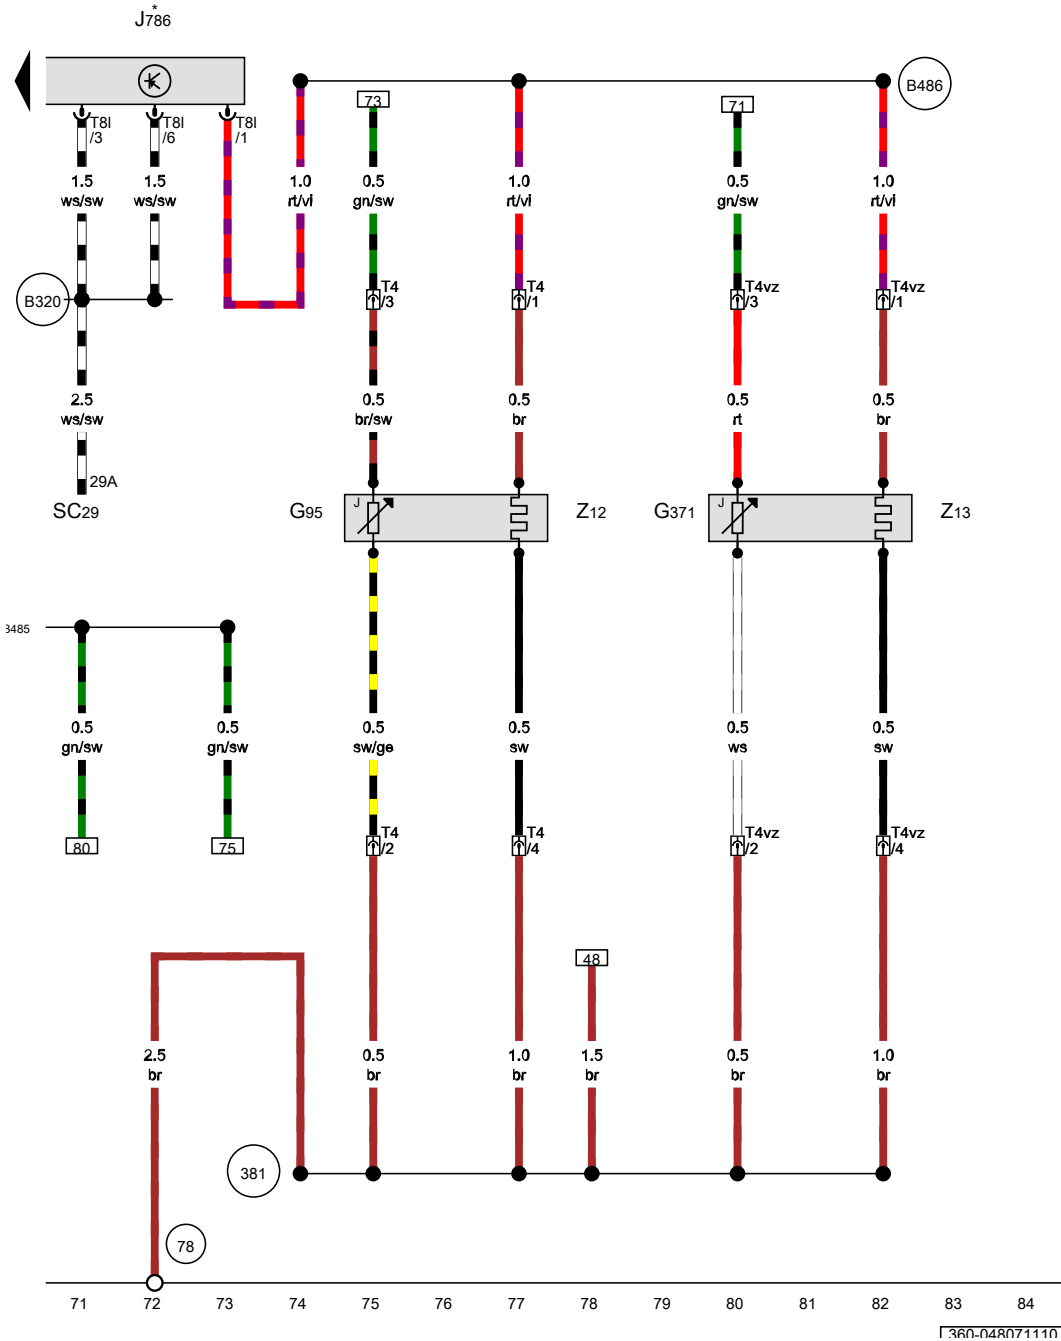 *
J786
B486
73
71
T8l
/3
T8l
/6
T8l
/1
1.5
ws/sw
1.5
ws/sw
1.0
rt/vi
0.5
gn/sw
1.0
rt/vi
0.5
gn/sw
1.0
rt/vi
B320
T4
/3
T4
/1
T4vz
/3
T4vz
/1
2.5
ws/sw
0.5
br/sw
0.5
br
0.5
rt
0.5
br
29A
SC29
G95
J
Z12
G371
J
Z13
B485
0.5
gn/sw
0.5
gn/sw
0.5
sw/ge
0.5
sw
0.5
ws
0.5
sw
80
75
T4
/2
T4
/4
T4vz
/2
T4vz
/4
48
2.5
br
0.5
br
1.0
br
1.5
br
0.5
br
1.0
br
381
78
71 72 73 74 75 76 77 78 79 80 81 82 83 84
360-048071110